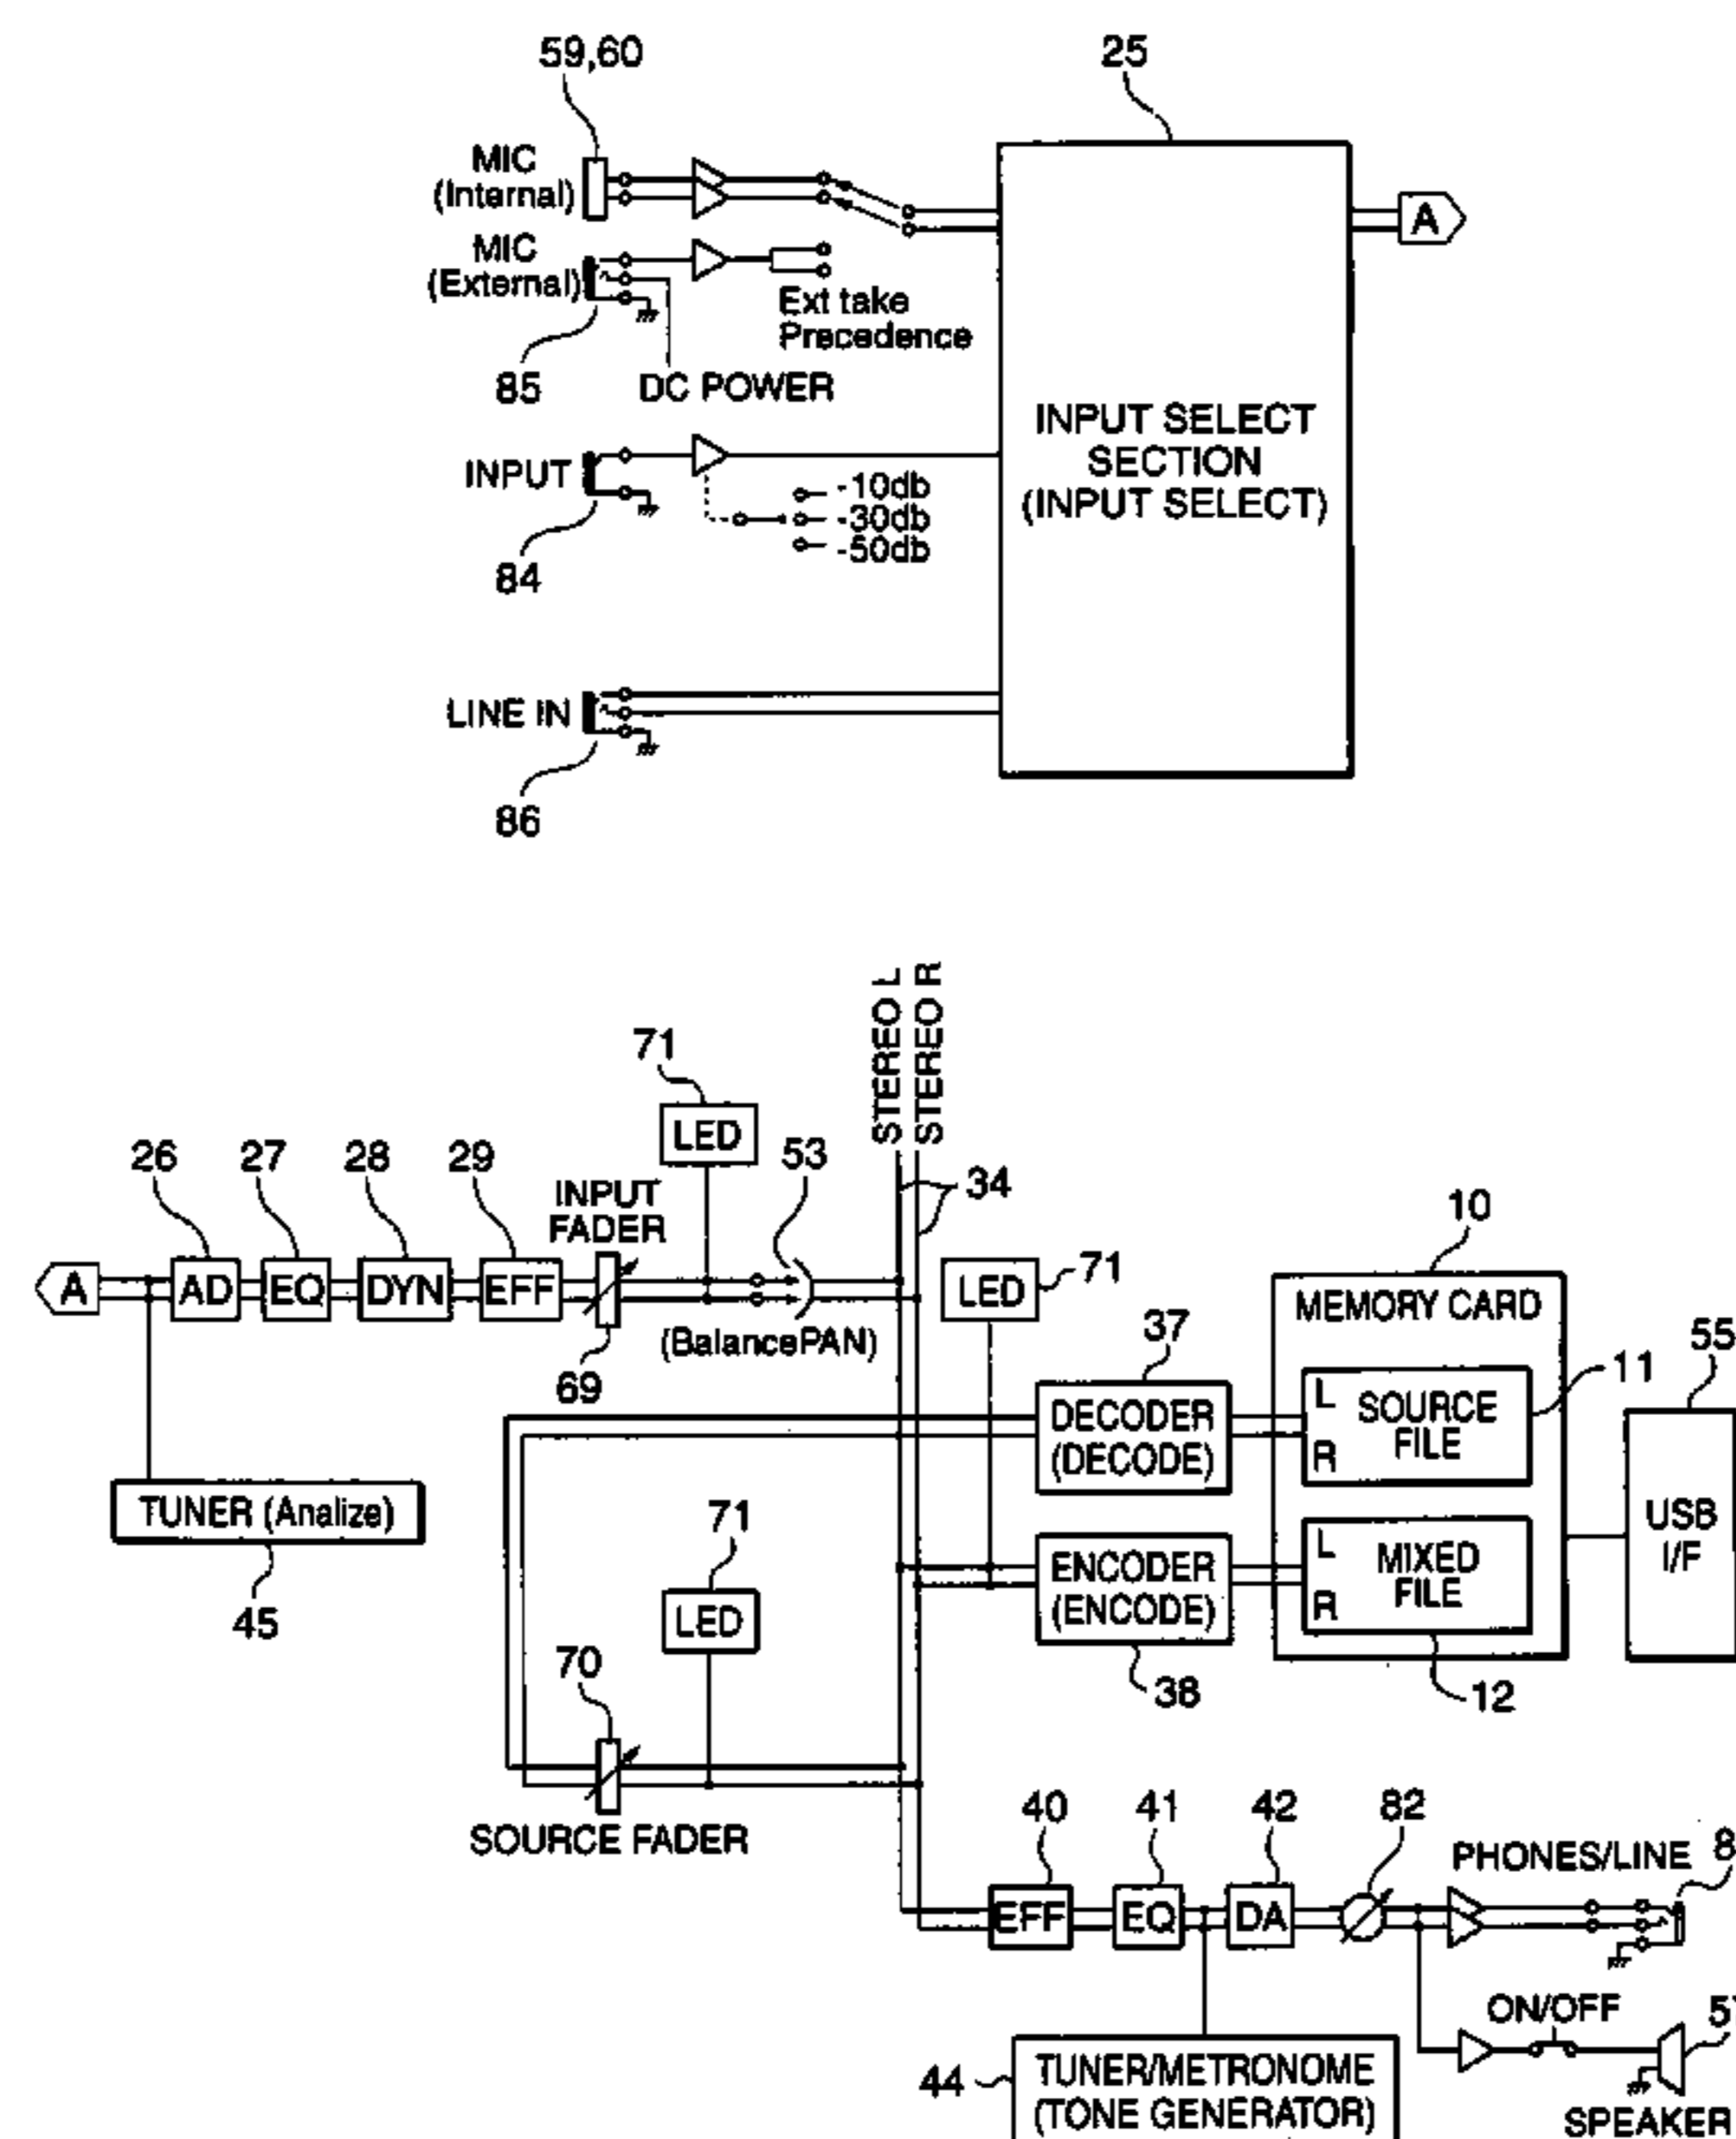 59,60
25
MIC
(Internal)
A
MIC
(External)
Ext take
Precedence
85
DC POWER
INPUT SELECT
SECTION
(INPUT SELECT)
INPUT
-10db
-30db
-50db
84
LINE IN
86
STEREO L
STEREO R
71
LED
26
27
28
29
53
INPUT
FADER
34
10
A
AD
EQ
DYN
EFF
LED
71
MEMORY CARD
(BalancePAN)
37
55
69
11
DECODER
(DECODE)
L
R
SOURCE
FILE
TUNER (Analize)
71
USB
I/F
45
LED
ENCODER
(ENCODE)
L
R
MIXED
FILE
70
38
12
SOURCE FADER
40
41
42
82
PHONES/LINE
EFF
EQ
DA
ON/OFF
44
TUNER/METRONOME
(TONE GENERATOR)
SPEAKER